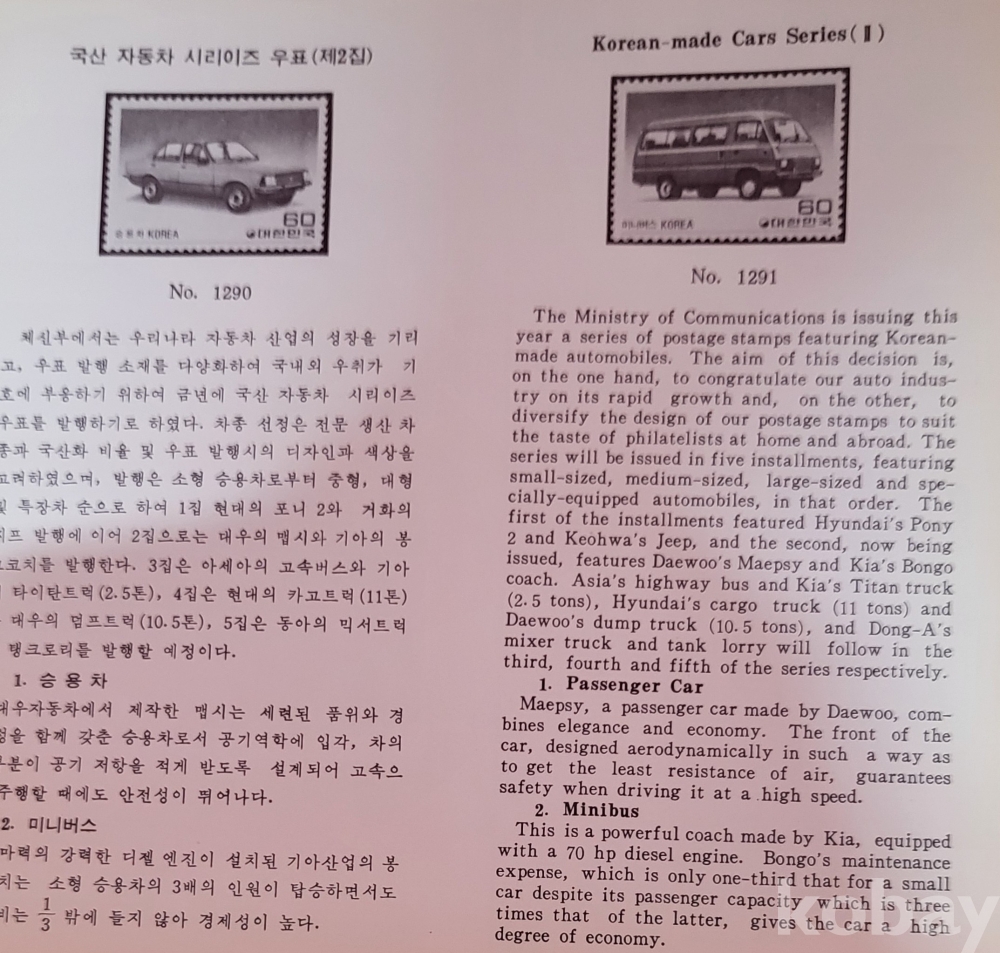 국산 자동차 시리이즈 우표(제2집)
60
승용차 KOREA
대한민국
No. 1290
체신부에서는 우리나라 자동차 산업의 성장을 기리
고, 우표 발행 소재를 다양화하여 국내외 우취가 기
호에 부응하기 위하여 금년에 국산 자동차 시리이즈
우표를 발행하기로 하였다. 차종 선정은 전문 생산 차
종과 국산화 비율 및 우표 발행시의 디자인과 색상을
고려하였으며, 발행은 소형 승용차로부터 중형, 대형
및 특장차 순으로 하여 1집 현대의 포니 2와 거화의
지프 발행에 이어 2집으로는 대우의 맵시와 기아의 봉
고코치를 발행한다. 3집은 아세아의 고속버스와 기아
타이탄트럭(2.5톤), 4집은 현대의 카고트럭(11톤)
대우의 덤프트럭(10.5톤), 5집은 동아의 믹서트럭
탱크로리를 발행할 예정이다.
1. 승용차
대우자동차에서 제작한 맵시는 세련된 품위와 경
을 함께 갖춘 승용차로서 공기역학에 입각, 차의
부분이 공기 저항을 적게 받도록 설계되어 고속으
주행할 때에도 안전성이 뛰어나다.
2. 미니버스
마력의 강력한 디젤 엔진이 설치된 기아산업의 봉
치는 소형 승용차의 3배의 인원이 탑승하면서도
비는 1/3 밖에 들지 않아 경제성이 높다.
Korean-made Cars Series(Ⅱ)
60
미니버스 KOREA
대한민국
No. 1291
The Ministry of Communications is issuing this
year a series of postage stamps featuring Korean-
made automobiles. The aim of this decision is,
on the one hand, to congratulate our auto indus-
try on its rapid growth and, on the other, to
diversify the design of our postage stamps to suit
the taste of philatelists at home and abroad. The
series will be issued in five installments, featuring
small-sized, medium-sized, large-sized and spe-
cially-equipped automobiles, in that order. The
first of the installments featured Hyundai's Pony
2 and Keohwa's Jeep, and the second, now being
issued, features Daewoo's Maepsy and Kia's Bongo
coach. Asia's highway bus and Kia's Titan truck
(2.5 tons), Hyundai's cargo truck (11 tons) and
Daewoo's dump truck (10.5 tons), and Dong-A's
mixer truck and tank lorry will follow in the
third, fourth and fifth of the series respectively.
1. Passenger Car
Maepsy, a passenger car made by Daewoo, com-
bines elegance and economy. The front of the
car, designed aerodynamically in such a way as
to get the least resistance of air, guarantees
safety when driving it at a high speed.
2. Minibus
This is a powerful coach made by Kia, equipped
with a 70 hp diesel engine. Bongo's maintenance
expense, which is only one-third that for a small
car despite its passenger capacity which is three
times that of the latter, gives the car a high
degree of economy.
kobay